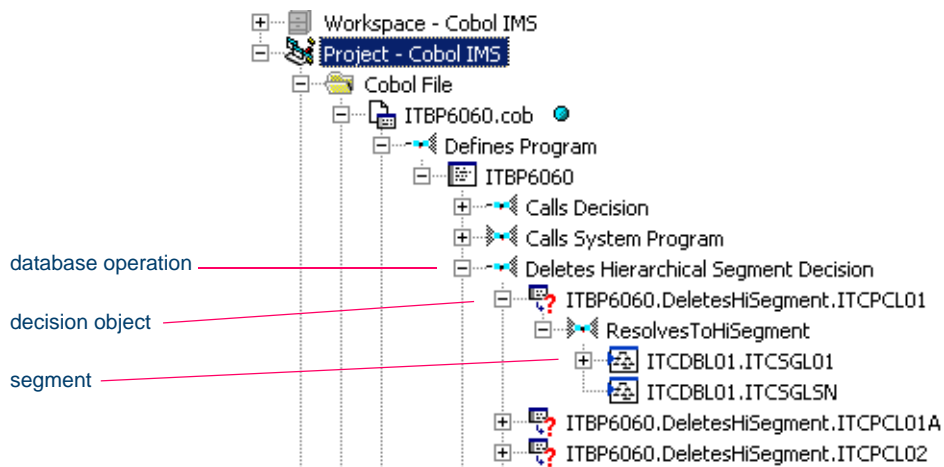 Workspace - Cobol IMS
Project - Cobol IMS
Cobol File
ITBP6060.cob
Defines Program
ITBP6060
Calls Decision
Calls System Program
database operation
Deletes Hierarchical Segment Decision
ITBP6060.DeletesHiSegment.ITCPCL01
decision object
ResolvesToHiSegment
ITCDBL01.ITCSGL01
segment
ITCDBL01.ITCSGLSN
ITBP6060.DeletesHiSegment.ITCPCL01A
ITBP6060.DeletesHiSegment.ITCPCL02